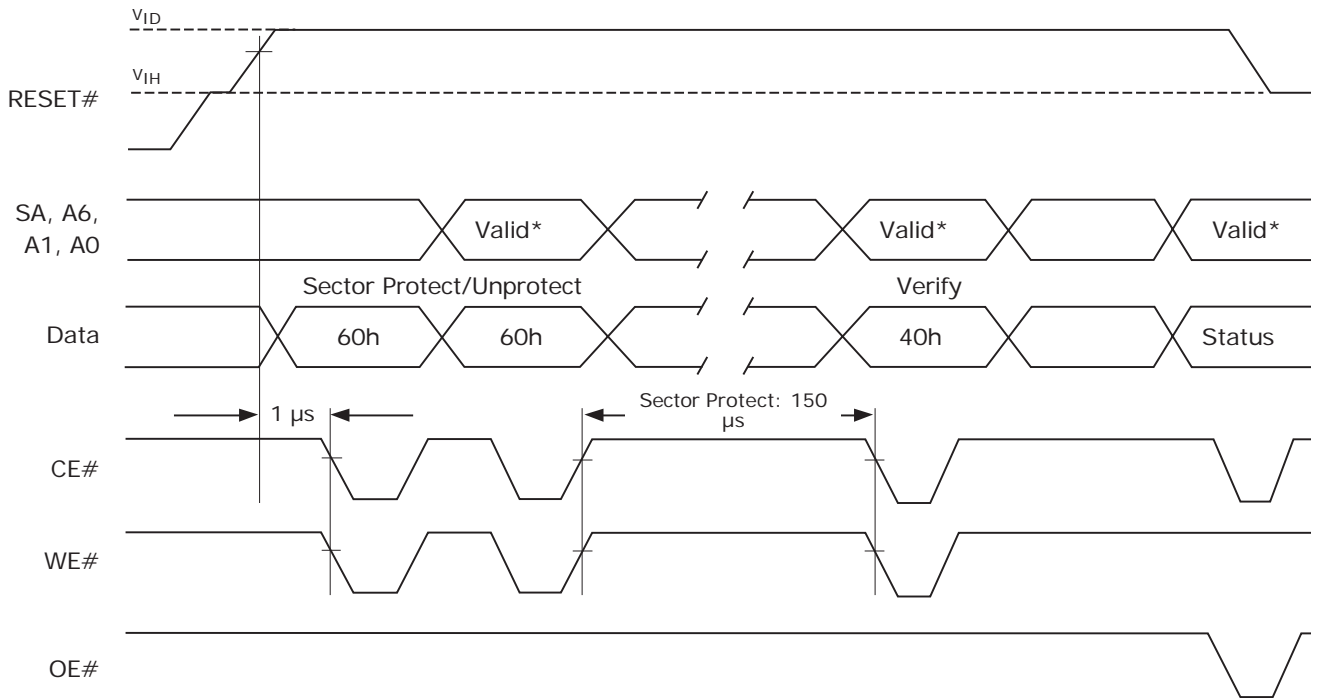 VID
VIH
RESET#
SA, A6,
A1, A0
Valid*
Valid*
Valid*
Sector Protect/Unprotect
Verify
Data
60h
60h
40h
Status
1 µs
Sector Protect: 150
µs
CE#
WE#
OE#